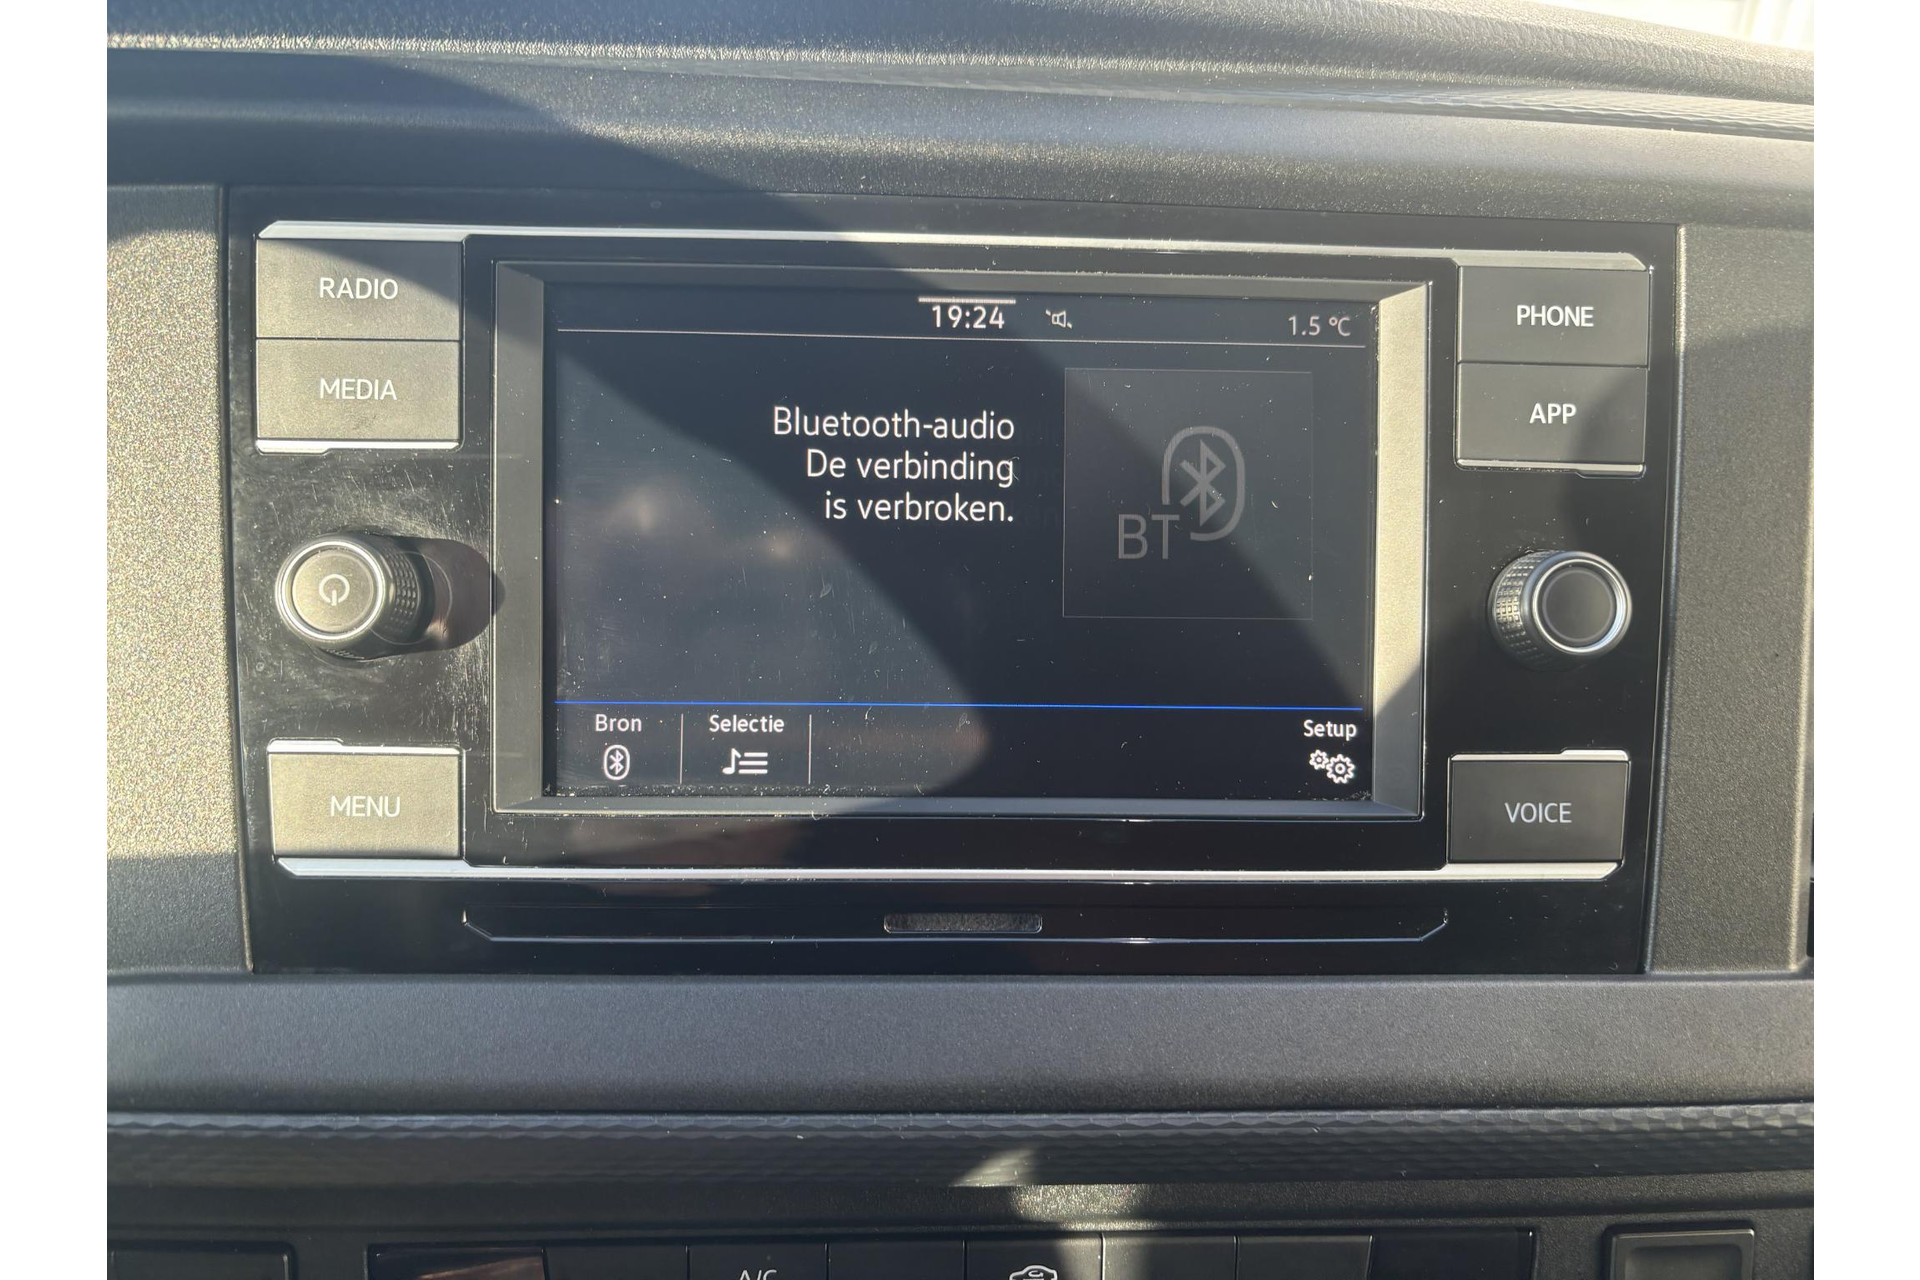 RADIO
MEDIA
MENU
19:24
1.5 °C
Bluetooth-audio
De verbinding
is verbroken.
BT
Bron
Selectie
Setup
PHONE
APP
VOICE
A/C